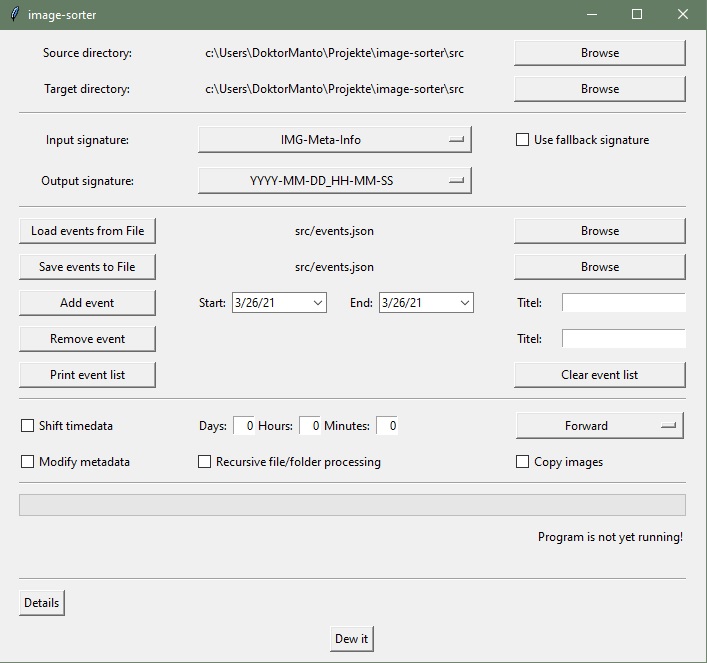 image-sorter
Source directory: c:\Users\DoktorManto\Projekte\image-sorter\src Browse
Target directory: c:\Users\DoktorManto\Projekte\image-sorter\src Browse
Input signature: IMG-Meta-Info Use fallback signature
Output signature: YYYY-MM-DD_HH-MM-SS
Load events from File src/events.json Browse
Save events to File src/events.json Browse
Add event Start: 3/26/21 End: 3/26/21 Titel:
Remove event Titel:
Print event list Clear event list
Shift timedata Days: 0 Hours: 0 Minutes: 0 Forward
Modify metadata Recursive file/folder processing Copy images
Program is not yet running!
Details
Dew it